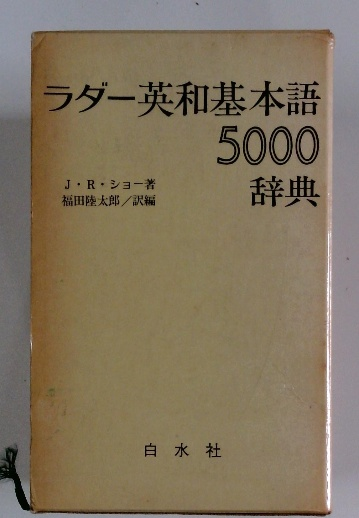 ラダー英和基本語
5000
辞典
J・R・ショー著
福田陸太郎／訳編
白水社